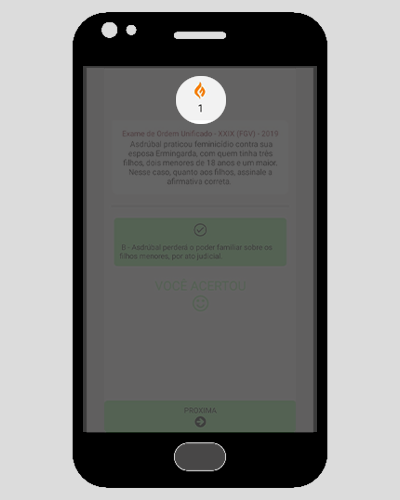 1
Exame de Ordem Unificado - XXIX (FGV) - 2019
Asdrúbal praticou feminicídio contra sua
esposa Ermingarda, com quem tinha três
filhos, dois menores de 18 anos e um maior.
Nesse caso, quanto aos filhos, assinale a
afirmativa correta.
B - Asdrúbal perderá o poder familiar sobre os
filhos menores, por ato judicial.
VOCÊ ACERTOU
PRÓXIMA